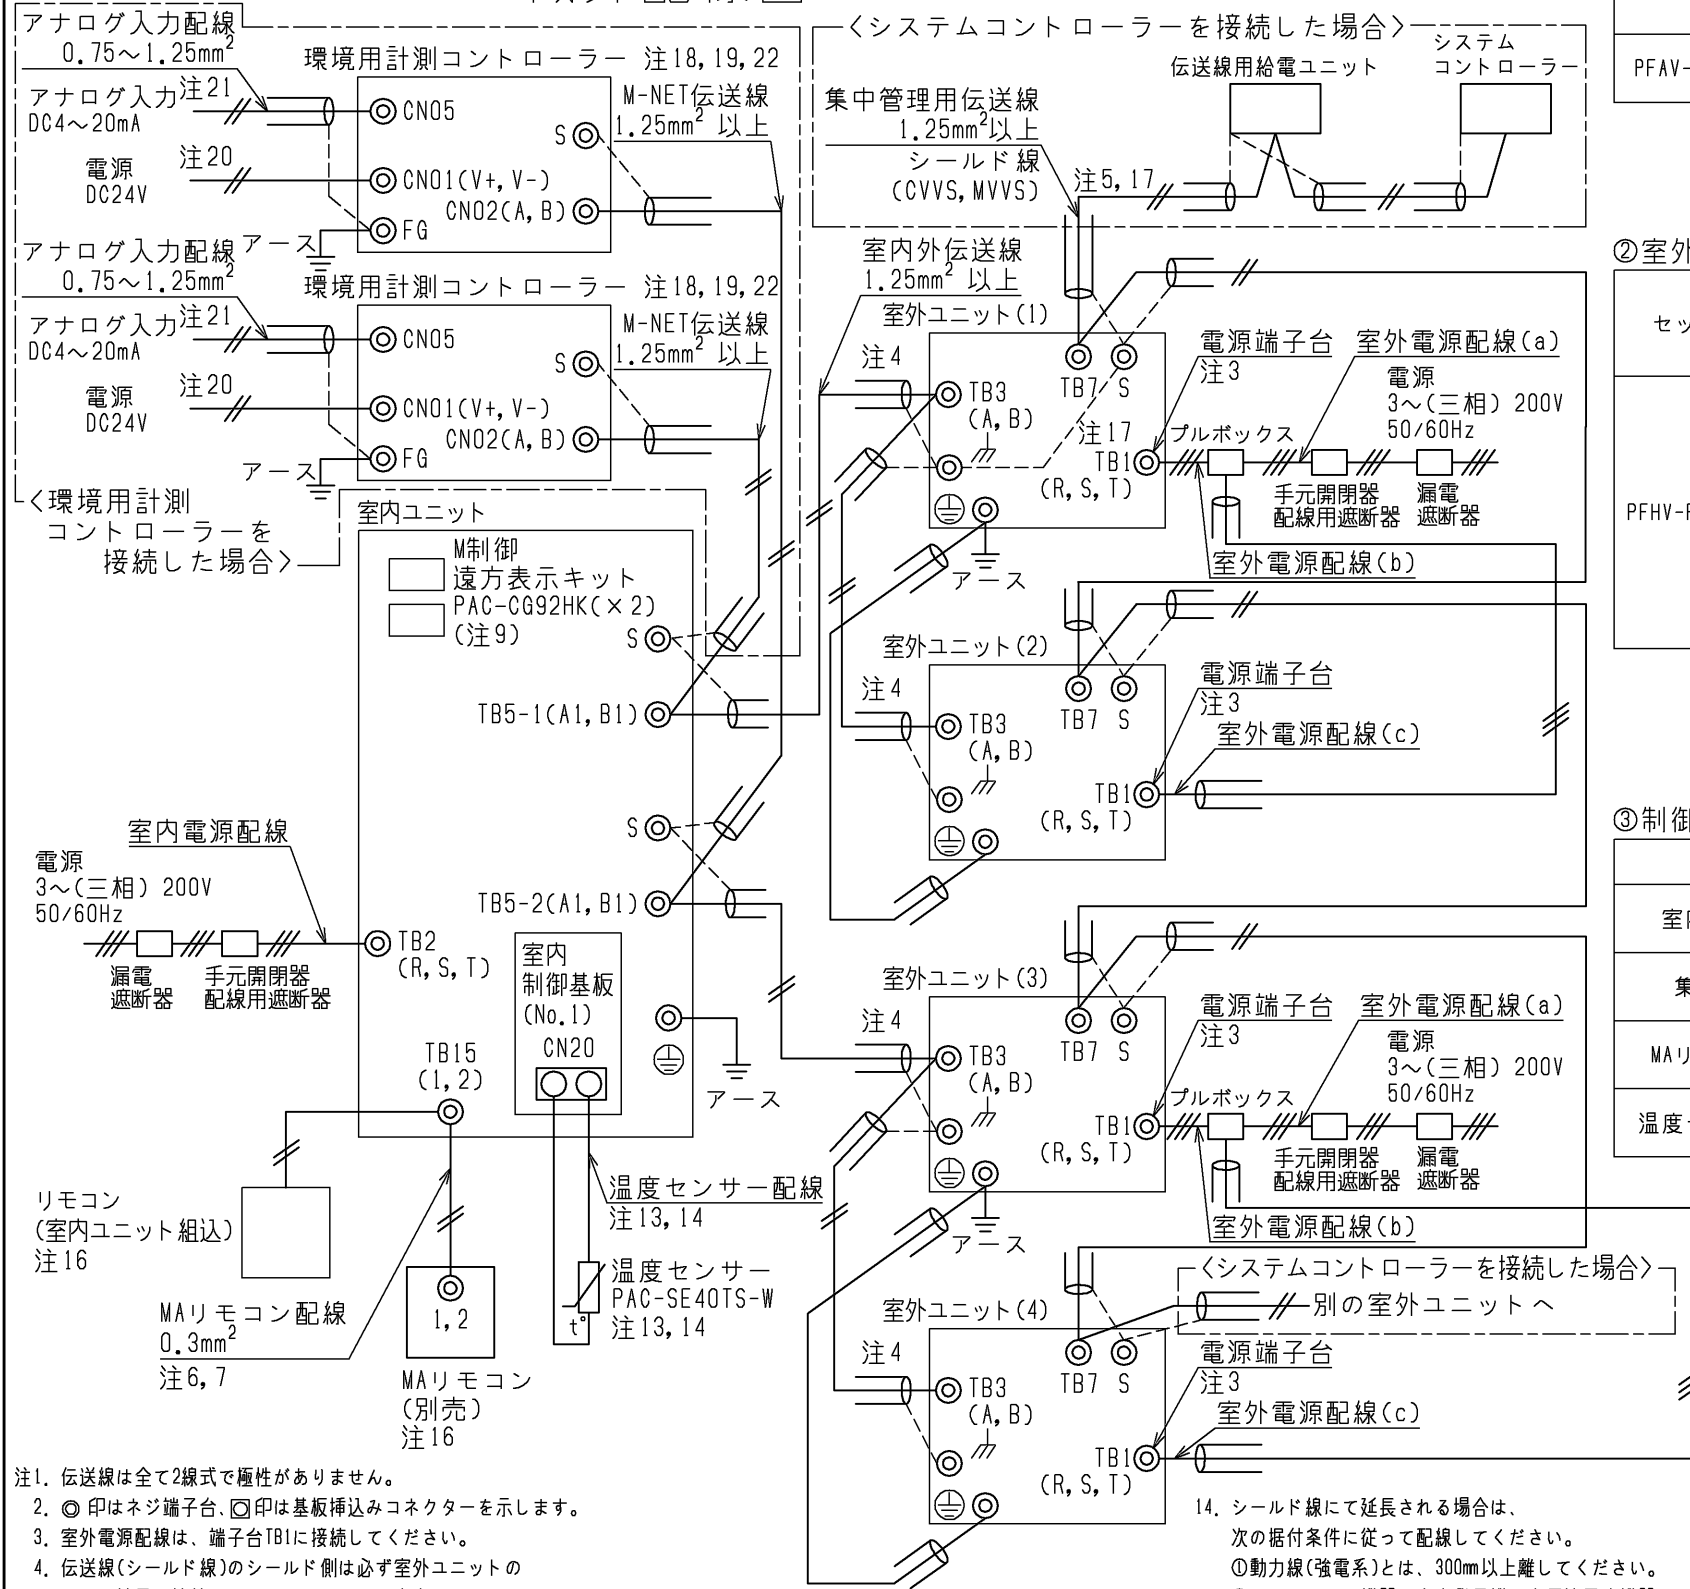 アナログ入力配線
0.75～1.25mm²
環境用計測コントローラー 注18,19,22
アナログ入力
DC4～20mA
注21
CN05
S
M-NET伝送線
1.25mm² 以上
電源
DC24V
注20
CN01(V+,V-)
CN02(A,B)
FG
アース
アナログ入力配線
0.75～1.25mm²
環境用計測コントローラー 注18,19,22
アナログ入力
DC4～20mA
注21
CN05
S
M-NET伝送線
1.25mm² 以上
電源
DC24V
注20
CN01(V+,V-)
CN02(A,B)
FG
アース
〈環境用計測
コントローラーを
接続した場合〉
〈システムコントローラーを接続した場合〉
伝送線用給電ユニット
システム
コントローラー
集中管理用伝送線
1.25mm²以上
シールド線
(CVVS,MVVS)
注5,17
室内外伝送線
1.25mm² 以上
室内ユニット
M制御
遠方表示キット
PAC-CG92HK(×2)
(注9)
S
TB5-1(A1,B1)
S
TB5-2(A1,B1)
室内電源配線
電源
3～(三相) 200V
50/60Hz
漏電
遮断器
手元開閉器
配線用遮断器
TB2
(R,S,T)
室内
制御基板
(No.1)
CN20
TB15
(1,2)
アース
リモコン
(室内ユニット組込)
注16
MAリモコン配線
0.3mm²
注6,7
1,2
MAリモコン
(別売)
注16
温度センサー配線
注13,14
温度センサー
PAC-SE40TS-W
注13,14
t°
室外ユニット(1)
注4
TB3
(A,B)
TB7 S
注17
TB1
(R,S,T)
アース
電源端子台
注3
室外電源配線(a)
電源
3～(三相) 200V
50/60Hz
プルボックス
手元開閉器
配線用遮断器
漏電
遮断器
室外電源配線(b)
室外ユニット(2)
注4
TB3
(A,B)
TB7 S
TB1
(R,S,T)
電源端子台
注3
室外電源配線(c)
室外ユニット(3)
注4
TB3
(A,B)
TB7 S
TB1
(R,S,T)
アース
電源端子台
注3
室外電源配線(a)
電源
3～(三相) 200V
50/60Hz
プルボックス
手元開閉器
配線用遮断器
漏電
遮断器
室外電源配線(b)
〈システムコントローラーを接続した場合〉
別の室外ユニットへ
室外ユニット(4)
注4
TB3
(A,B)
TB7 S
TB1
(R,S,T)
電源端子台
注3
室外電源配線(c)
PFAV-
②室外
セッ
PFHV-
③制御
室
集
MAリ
温度
注1. 伝送線は全て2線式で極性がありません。
2. ◎ 印はネジ端子台、 印は基板挿込みコネクターを示します。
3. 室外電源配線は、端子台TB1に接続してください。
4. 伝送線(シールド線)のシールド側は必ず室外ユニットの
14. シールド線にて延長される場合は、
次の据付条件に従って配線してください。
①動力線(強電系)とは、300mm以上離してください。